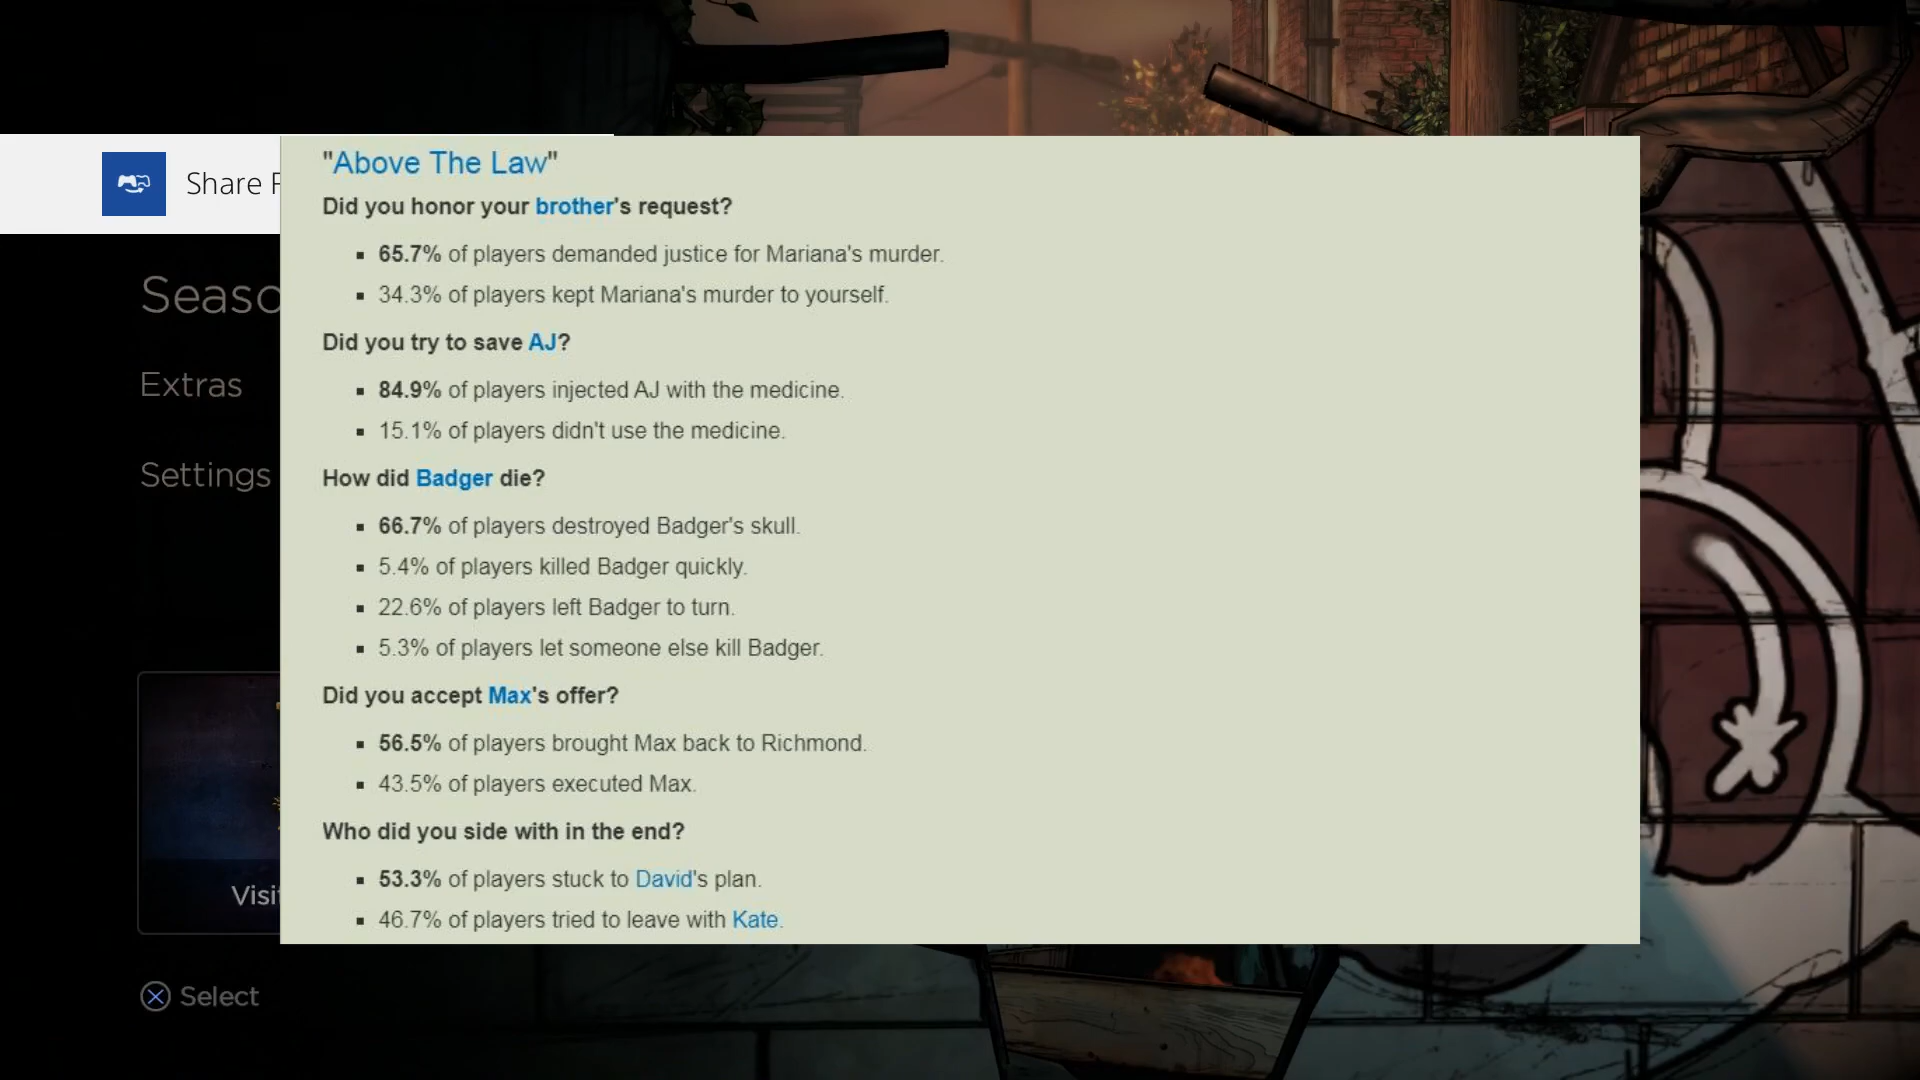 "Above The Law"
Share
Did you honor your brother's request?
▪ 65.7% of players demanded justice for Mariana's murder.
Seaso
▪ 34.3% of players kept Mariana's murder to yourself.
Did you try to save AJ?
Extras
▪ 84.9% of players injected AJ with the medicine.
▪ 15.1% of players didn't use the medicine.
Settings
How did Badger die?
▪ 66.7% of players destroyed Badger's skull.
▪ 5.4% of players killed Badger quickly.
▪ 22.6% of players left Badger to turn.
▪ 5.3% of players let someone else kill Badger.
Did you accept Max's offer?
▪ 56.5% of players brought Max back to Richmond.
▪ 43.5% of players executed Max.
Who did you side with in the end?
▪ 53.3% of players stuck to David's plan.
Visit
▪ 46.7% of players tried to leave with Kate.
Select